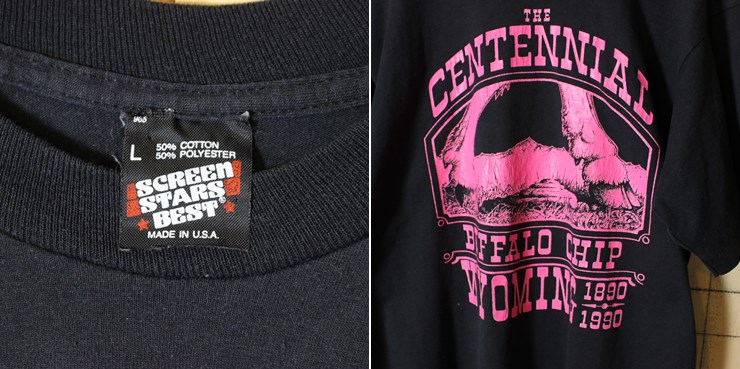 L
50% COTTON
50% POLYESTER
SCREEN
STARS®
BEST
MADE IN U.S.A.
THE
CENTENNIAL
BUFFALO CHIP
WYOMING 1890
1990